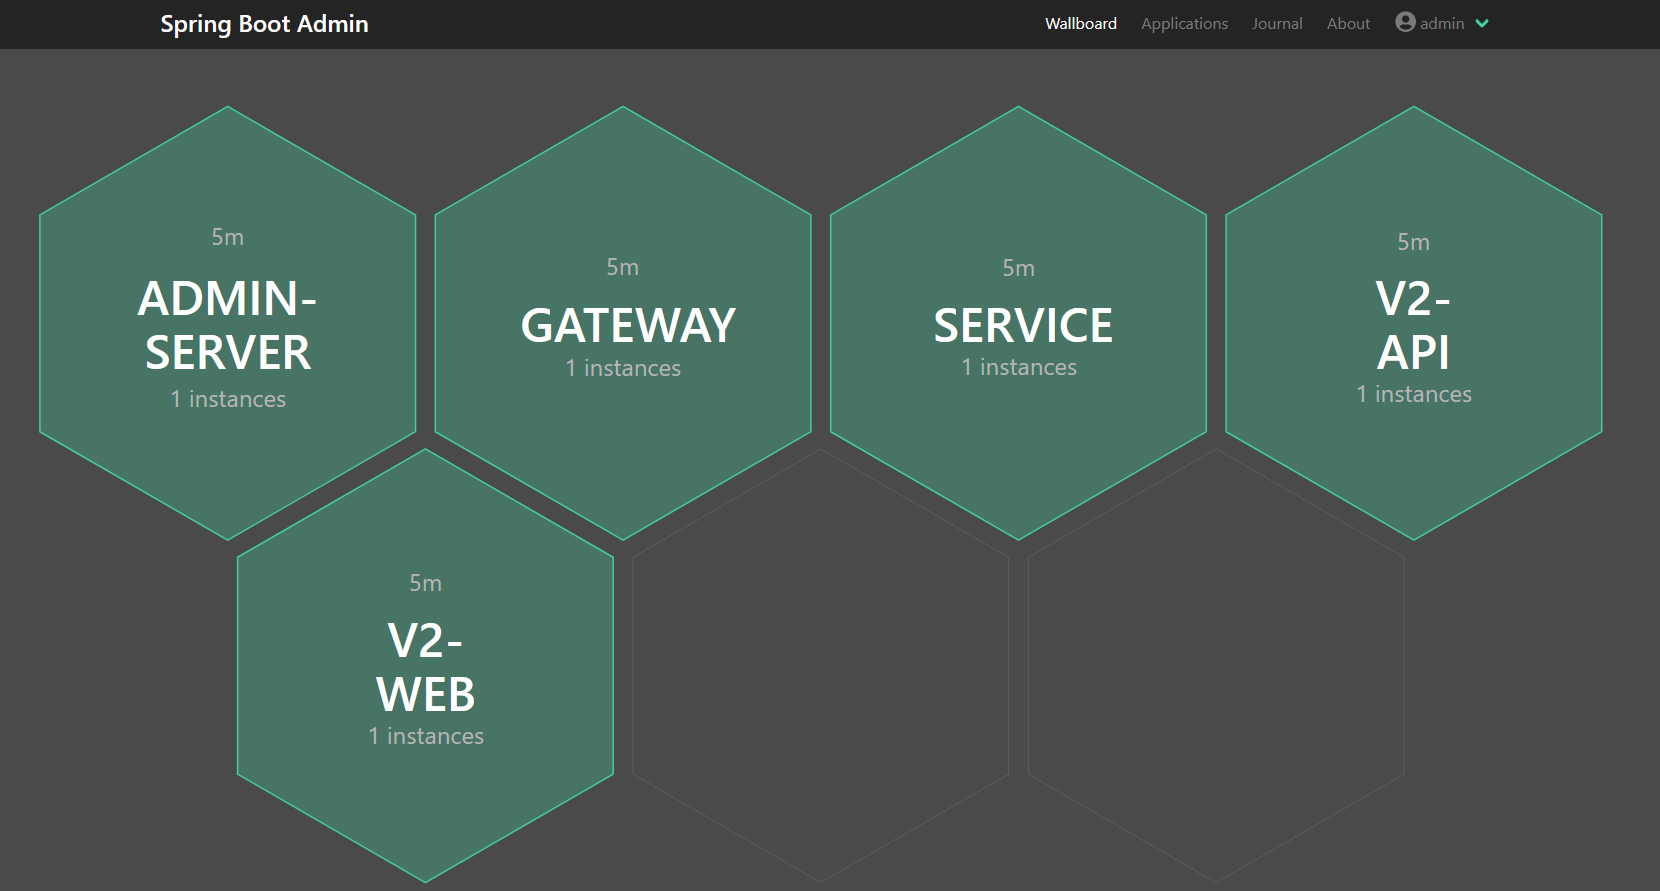 Spring Boot Admin
Wallboard
Applications
Journal
About
admin
5m
ADMIN-
SERVER
1 instances
5m
GATEWAY
1 instances
5m
SERVICE
1 instances
5m
V2-
API
1 instances
5m
V2-
WEB
1 instances